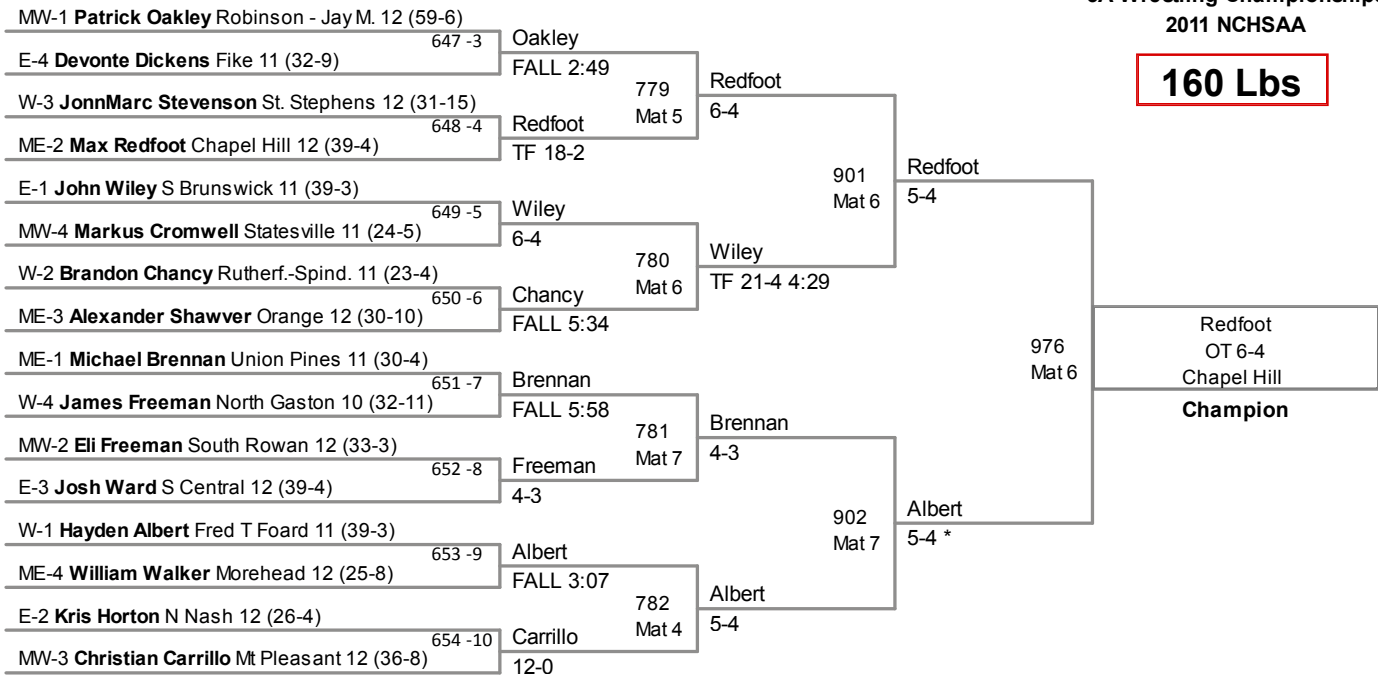 3A Wrestling Championships
2011 NCHSAA
160 Lbs
MW-1 Patrick Oakley Robinson - Jay M. 12 (59-6)
647 -3
E-4 Devonte Dickens Fike 11 (32-9)
Oakley
FALL 2:49
W-3 JonnMarc Stevenson St. Stephens 12 (31-15)
648 -4
ME-2 Max Redfoot Chapel Hill 12 (39-4)
Redfoot
TF 18-2
779
Mat 5
Redfoot
6-4
E-1 John Wiley S Brunswick 11 (39-3)
649 -5
MW-4 Markus Cromwell Statesville 11 (24-5)
Wiley
6-4
W-2 Brandon Chancy Rutherf.-Spind. 11 (23-4)
650 -6
ME-3 Alexander Shawver Orange 12 (30-10)
Chancy
FALL 5:34
780
Mat 6
Wiley
TF 21-4 4:29
901
Mat 6
Redfoot
5-4
ME-1 Michael Brennan Union Pines 11 (30-4)
651 -7
W-4 James Freeman North Gaston 10 (32-11)
Brennan
FALL 5:58
MW-2 Eli Freeman South Rowan 12 (33-3)
652 -8
E-3 Josh Ward S Central 12 (39-4)
Freeman
4-3
781
Mat 7
Brennan
4-3
W-1 Hayden Albert Fred T Foard 11 (39-3)
653 -9
ME-4 William Walker Morehead 12 (25-8)
Albert
FALL 3:07
E-2 Kris Horton N Nash 12 (26-4)
654 -10
MW-3 Christian Carrillo Mt Pleasant 12 (36-8)
Carrillo
12-0
782
Mat 4
Albert
5-4
902
Mat 7
Albert
5-4 *
976
Mat 6
Redfoot
OT 6-4
Chapel Hill
Champion